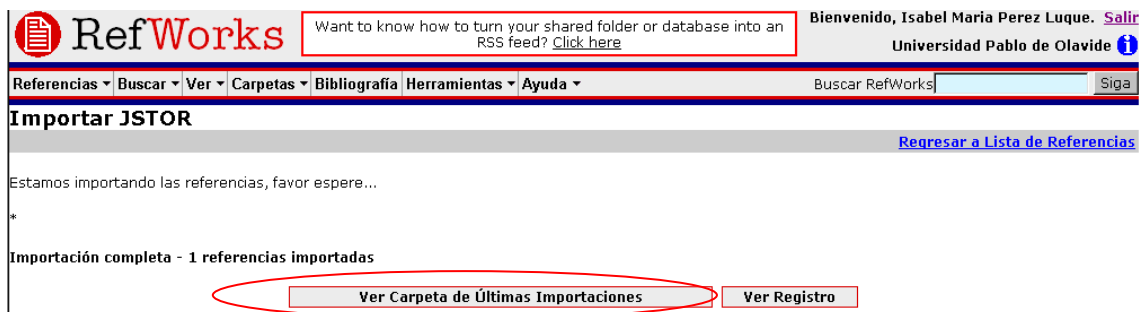 RefWorks
Want to know how to turn your shared folder or database into an
RSS feed? Click here
Bienvenido, Isabel Maria Perez Luque. Salir
Universidad Pablo de Olavide i
Referencias Buscar Ver Carpetas Bibliografía Herramientas Ayuda Buscar RefWorks Siga
Importar JSTOR
Regresar a Lista de Referencias
Estamos importando las referencias, favor espere...
*
Importación completa - 1 referencias importadas
Ver Carpeta de Últimas Importaciones Ver Registro